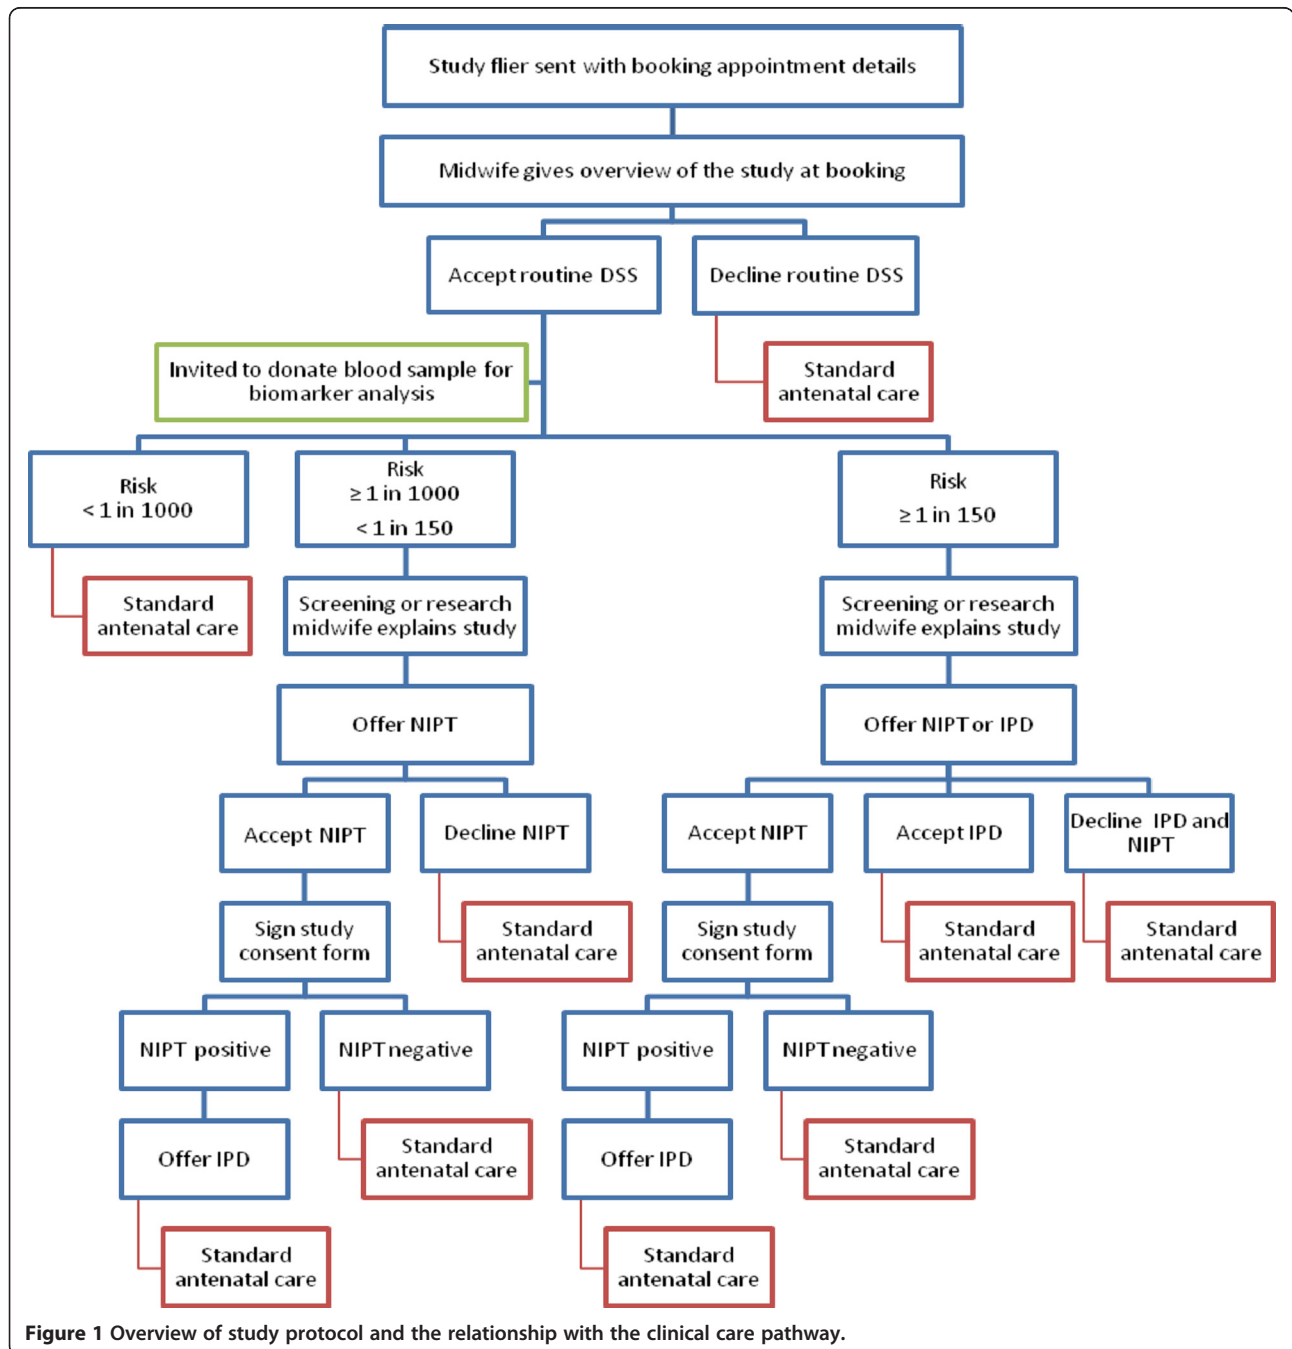 Study flier sent with booking appointment details
Midwife gives overview of the study at booking
Accept routine DSS
Decline routine DSS
Invited to donate blood sample for
biomarker analysis
Standard
antenatal care
Risk
< 1 in 1000
Risk
≥ 1 in 1000
< 1 in 150
Risk
≥ 1 in 150
Standard
antenatal care
Screening or research
midwife explains study
Screening or research
midwife explains study
Offer NIPT
Offer NIPT or IPD
Accept NIPT
Decline NIPT
Accept NIPT
Accept IPD
Decline IPD and
NIPT
Sign study
consent form
Standard
antenatal care
Sign study
consent form
Standard
antenatal care
Standard
antenatal care
NIPT positive
NIPT negative
NIPT positive
NIPT negative
Offer IPD
Standard
antenatal care
Offer IPD
Standard
antenatal care
Standard
antenatal care
Standard
antenatal care
Figure 1 Overview of study protocol and the relationship with the clinical care pathway.